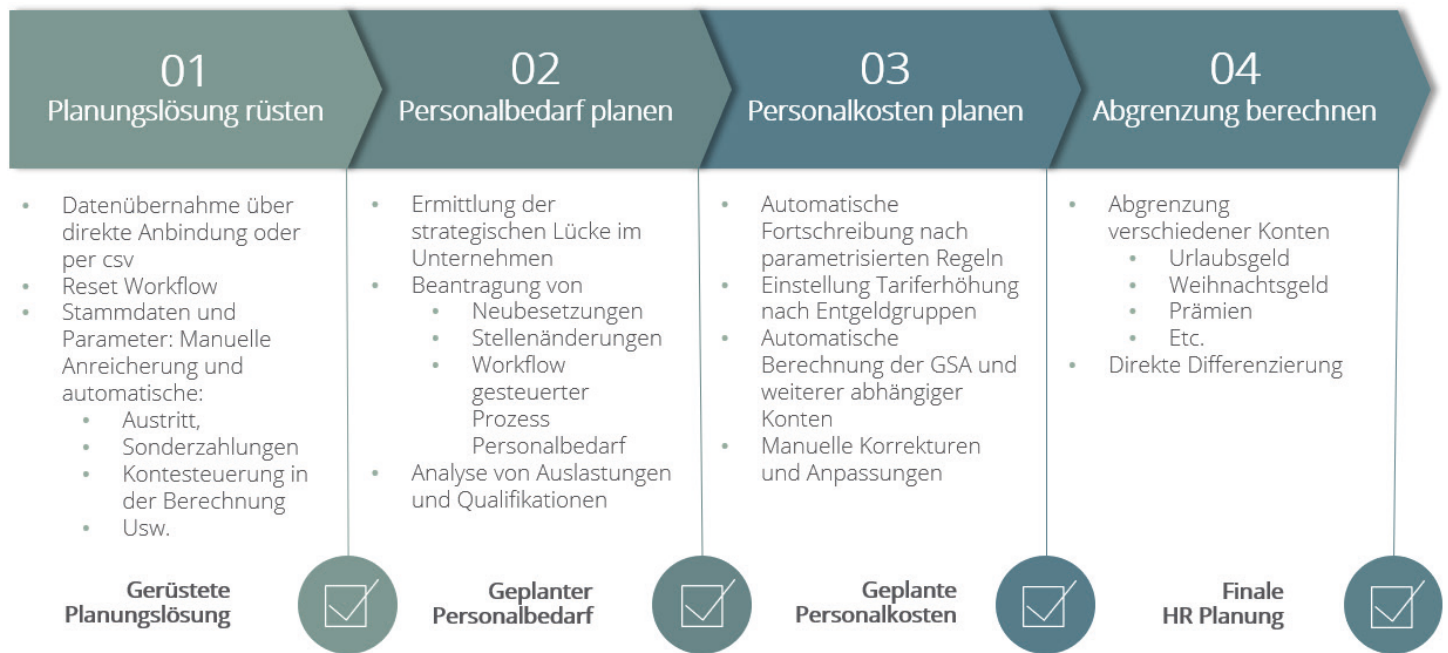 01
Planungslösung rüsten
02
Personalbedarf planen
03
Personalkosten planen
04
Abgrenzung berechnen
• Datenübernahme über
direkte Anbindung oder
per csv
• Reset Workflow
• Stammdaten und
Parameter: Manuelle
Anreicherung und
automatische:
• Austritt,
• Sonderzahlungen
• Kontesteuerung in
der Berechnung
• Usw.
• Ermittlung der
strategischen Lücke im
Unternehmen
• Beantragung von
• Neubesetzungen
• Stellenänderungen
• Workflow
gesteuerter
Prozess
Personalbedarf
• Analyse von Auslastungen
und Qualifikationen
• Automatische
Fortschreibung nach
parametrisierten Regeln
• Einstellung Tariferhöhung
nach Entgeldgruppen
• Automatische
Berechnung der GSA und
weiterer abhängiger
Konten
• Manuelle Korrekturen
und Anpassungen
• Abgrenzung
verschiedener Konten
• Urlaubsgeld
• Weihnachtsgeld
• Prämien
• Etc.
• Direkte Differenzierung
Gerüstete
Planungslösung
Geplanter
Personalbedarf
Geplante
Personalkosten
Finale
HR Planung